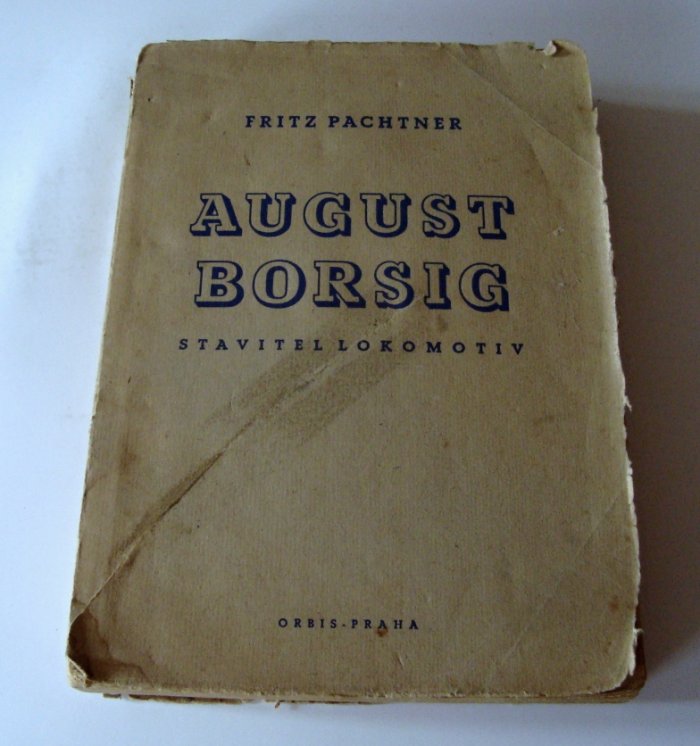 FRITZ PACHTNER
AUGUST
BORSIG
STAVITEL LOKOMOTIV
ORBIS-PRAHA